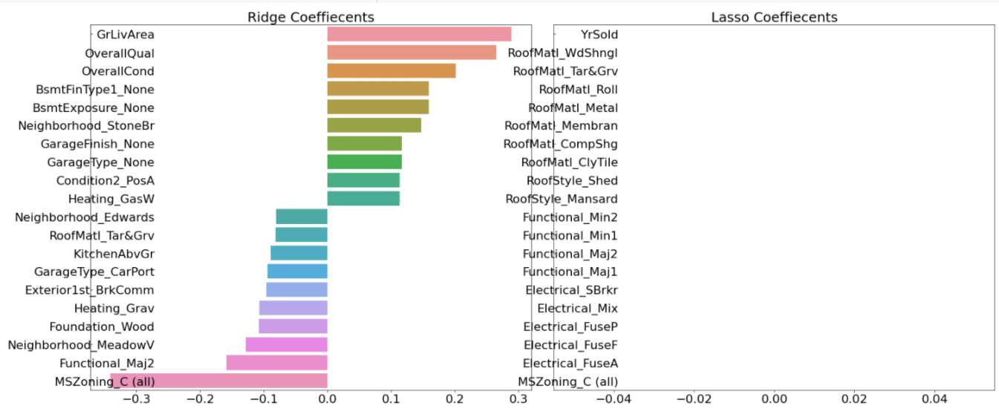 Ridge Coeffiecents
GrLivArea
OverallQual
OverallCond
BsmtFinType1_None
BsmtExposure_None
Neighborhood_StoneBr
GarageFinish_None
GarageType_None
Condition2_PosA
Heating_GasW
Neighborhood_Edwards
RoofMatl_Tar&Grv
KitchenAbvGr
GarageType_CarPort
Exterior1st_BrkComm
Heating_Grav
Foundation_Wood
Neighborhood_MeadowV
Functional_Maj2
MSZoning_C (all)
−0.3 −0.2 −0.1 0.0 0.1 0.2 0.3
Lasso Coeffiecents
YrSold
RoofMatl_WdShngl
RoofMatl_Tar&Grv
RoofMatl_Roll
RoofMatl_Metal
RoofMatl_Membran
RoofMatl_CompShg
RoofMatl_ClyTile
RoofStyle_Shed
RoofStyle_Mansard
Functional_Min2
Functional_Min1
Functional_Maj2
Functional_Maj1
Electrical_SBrkr
Electrical_Mix
Electrical_FuseP
Electrical_FuseF
Electrical_FuseA
MSZoning_C (all)
−0.04 −0.02 0.00 0.02 0.04